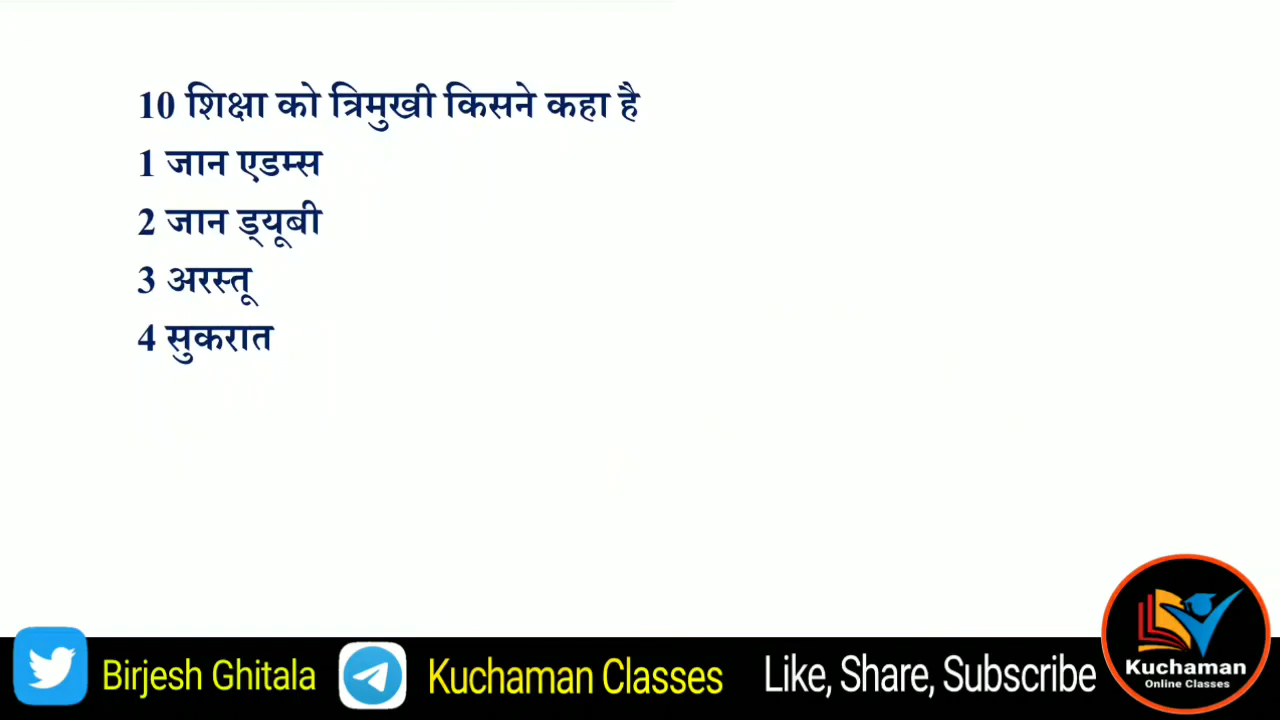 10 शिक्षा को त्रिमुखी किसने कहा है
1 जान एडम्स
2 जान ड्यूबी
3 अरस्तू
4 सुकरात
Birjesh Ghitala
Kuchaman Classes
Like, Share, Subscribe
Kuchaman
Online Classes